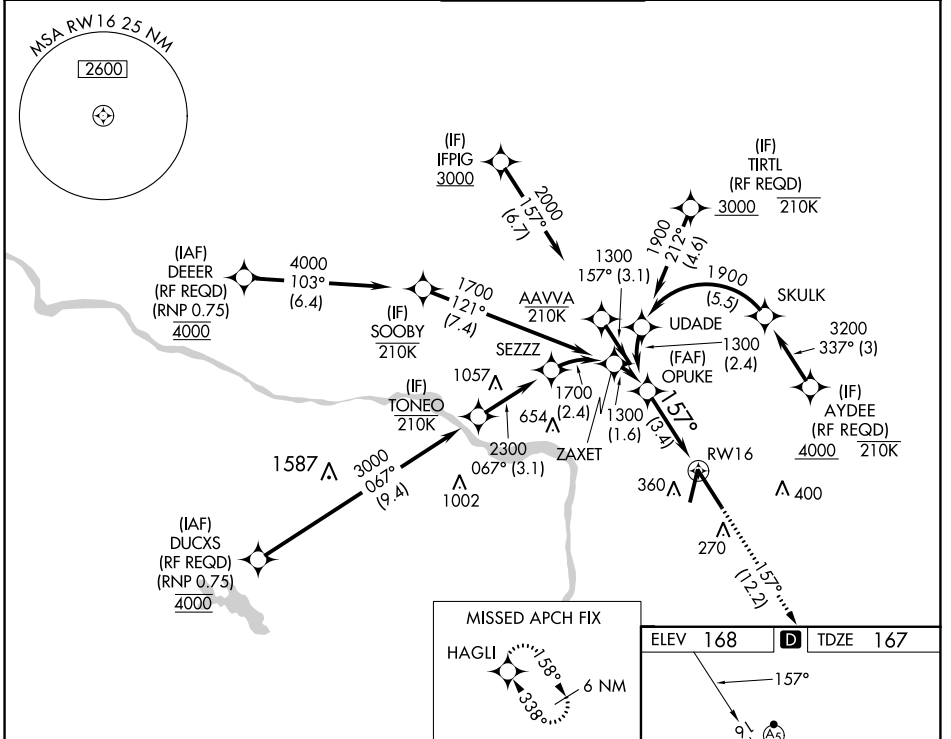 MSA RW16 25 NM
2600
(IF)
IFPIG
3000
2000
157°
(6.7)
(IF)
TIRTL
(RF REQD)
3000 210K
1900
212°
(4.6)
(IAF)
DEEER
(RF REQD)
(RNP 0.75)
4000
4000
103°
(6.4)
(IF)
SOOBY
210K
1700
121°
(7.4)
1300
157° (3.1)
AAVVA
210K
1900
(5.5)
SKULK
UDADE
3200
337° (3)
1300
(2.4)
(FAF)
OPUKE
SEZZZ
1057
(IF)
TONEO
210K
654
1700
(2.4)
1300
(1.6)
ZAXET
157°
(3.4)
(IF)
AYDEE
(RF REQD)
4000 210K
2300
067° (3.1)
RW16
1587
3000
067°
(9.4)
1002
360
400
270
(IAF)
DUCXS
(RF REQD)
(RNP 0.75)
4000
157°
(12.2)
MISSED APCH FIX
HAGLI
158°
338°
6 NM
ELEV 168 D TDZE 167
157°
16
A5